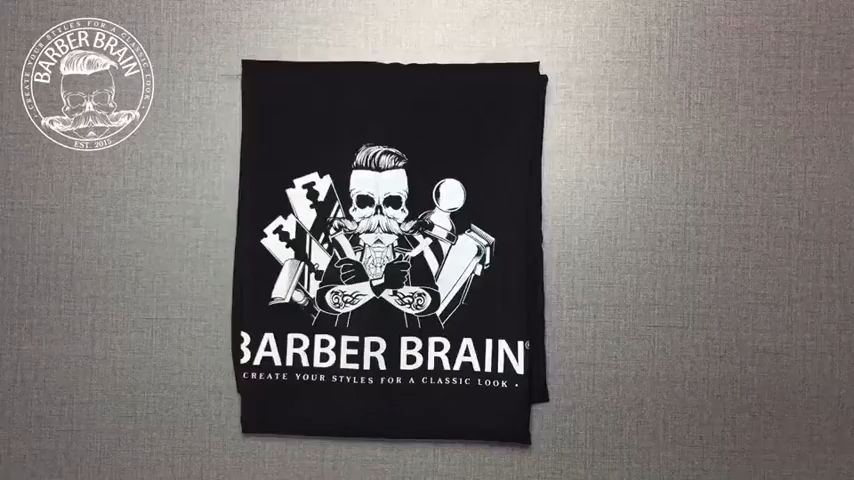 CREATE YOUR STYLES FOR A CLASSIC LOOK
BARBER BRAIN
EST. 2015
BARBER BRAIN®
CREATE YOUR STYLES FOR A CLASSIC LOOK •